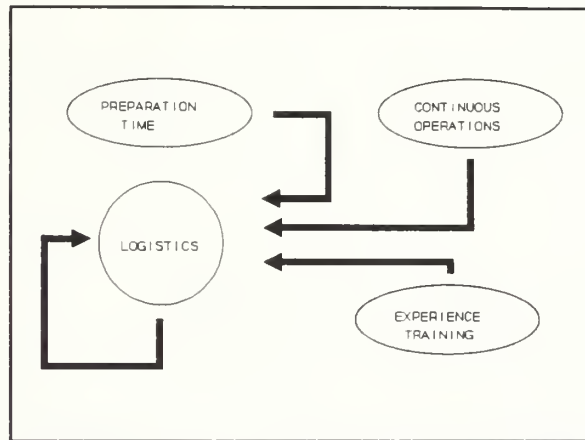 PREPARATION
TIME
CONTINUOUS
OPERATIONS
LOGISTICS
EXPERIENCE
TRAINING